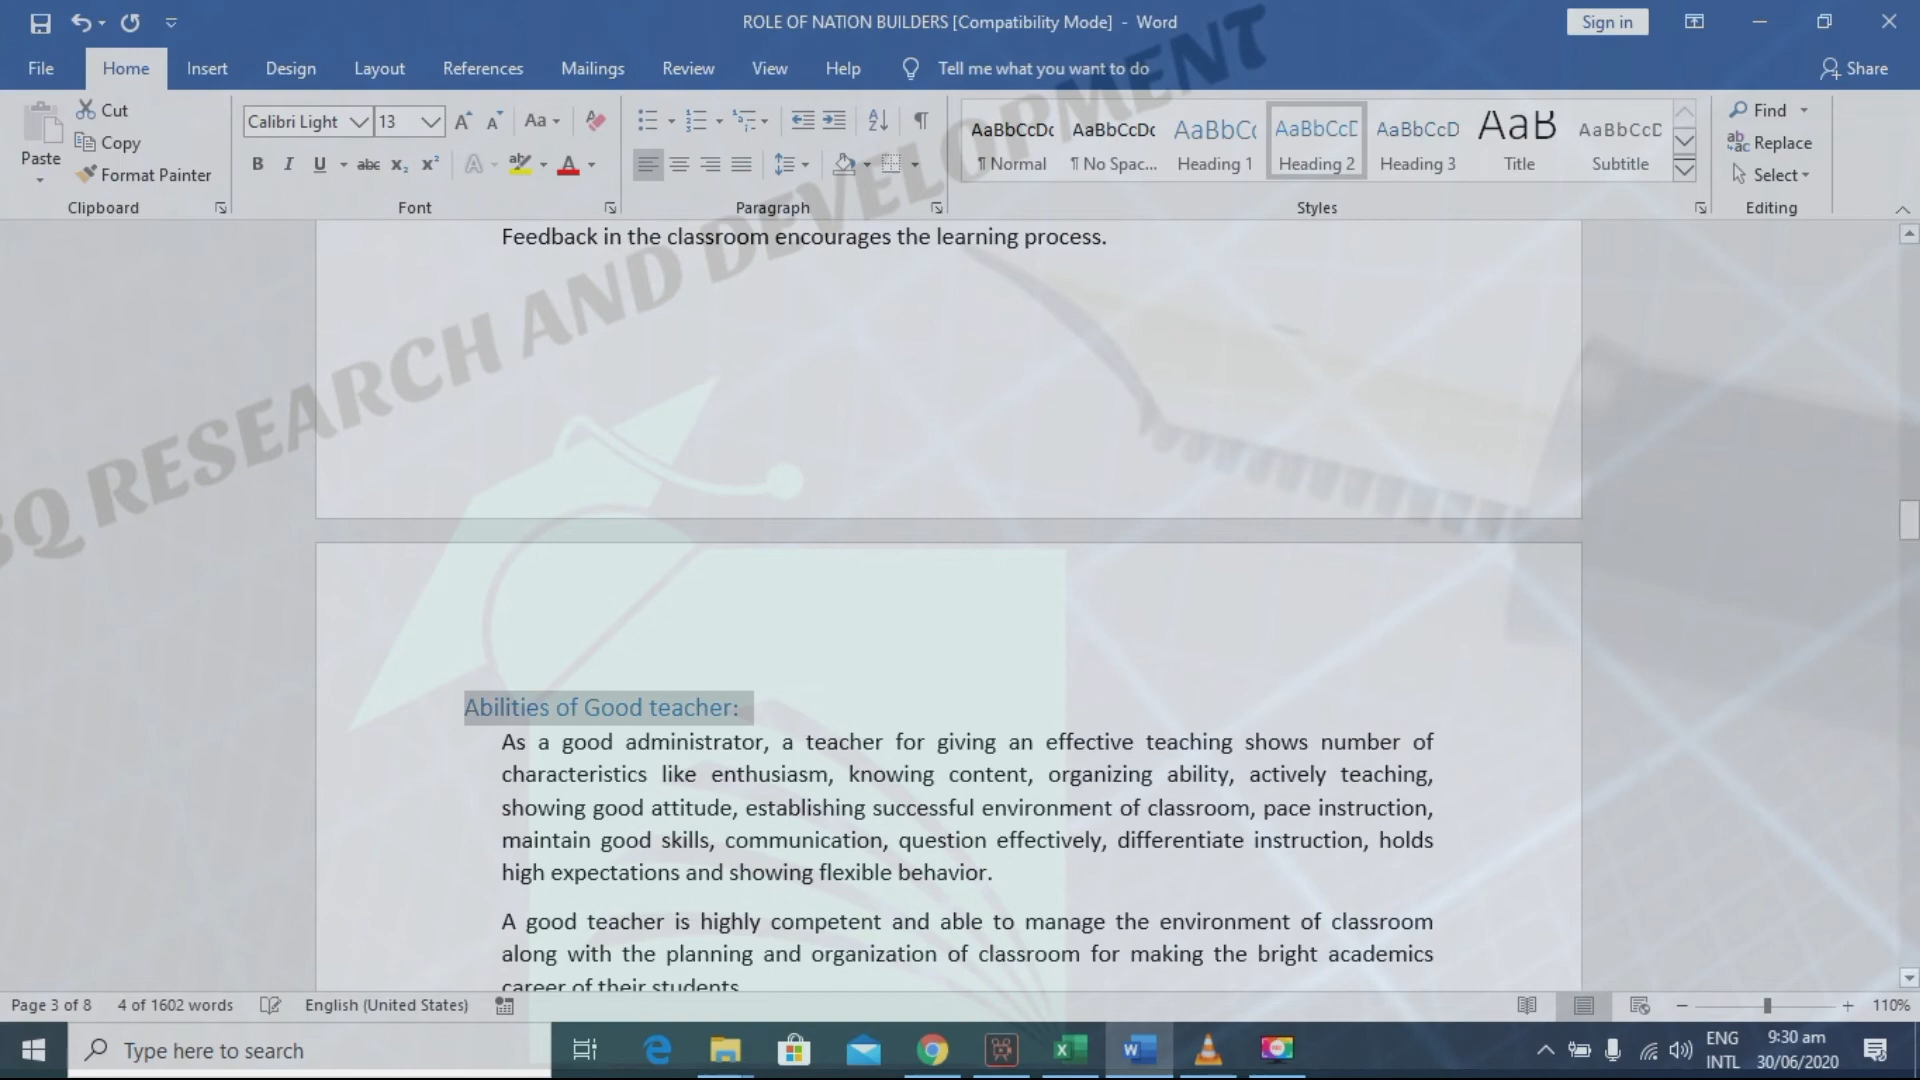 ROLE OF NATION BUILDERS [Compatibility Mode] - Word
Sign in
File Home Insert Design Layout References Mailings Review View Help Tell me what you want to do Share
Paste
Cut
Copy
Format Painter
Clipboard
Calibri Light 13 Aa
B I U abc x₂ x² A ab A
Font
Paragraph
AaBbCcDc AaBbCcDc AaBbC( AaBbCcD AaBbCcD AaB AaBbCcD
¶ Normal ¶ No Spac... Heading 1 Heading 2 Heading 3 Title Subtitle
Styles
Find
Replace
Select
Editing
BQ RESEARCH AND DEVELOPMENT
Feedback in the classroom encourages the learning process.
Abilities of Good teacher:
As a good administrator, a teacher for giving an effective teaching shows number of
characteristics like enthusiasm, knowing content, organizing ability, actively teaching,
showing good attitude, establishing successful environment of classroom, pace instruction,
maintain good skills, communication, question effectively, differentiate instruction, holds
high expectations and showing flexible behavior.
A good teacher is highly competent and able to manage the environment of classroom
along with the planning and organization of classroom for making the bright academics
career of their students
Page 3 of 8 4 of 1602 words English (United States) 110%
Type here to search
ENG
INTL
9:30 am
30/06/2020